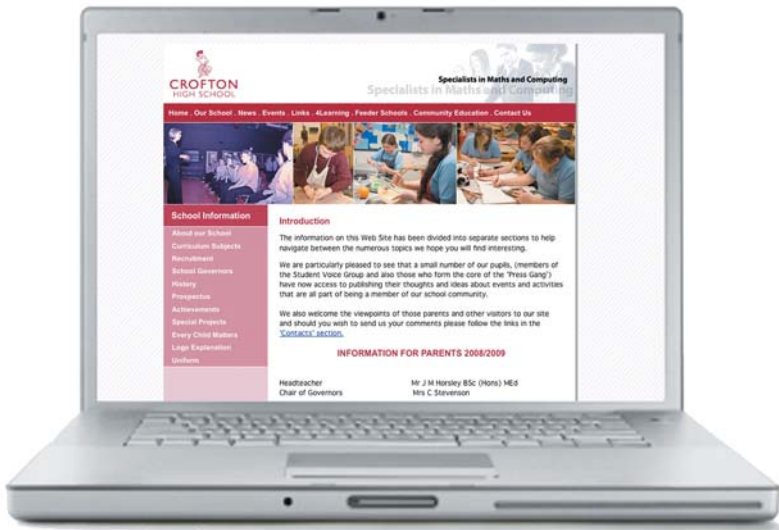 CROFTON
HIGH SCHOOL
Specialists in Maths and Computing
Specialists in Maths and Computing
Home . Our School . News . Events . Links . 4Learning . Feeder Schools . Community Education . Contact Us
School Information
About our School
Curriculum Subjects
Recruitment
School Governors
History
Prospectus
Achievements
Special Projects
Every Child Matters
Logo Explanation
Uniform
Introduction
The information on this Web Site has been divided into separate sections to help
navigate between the numerous topics we hope you will find interesting.
We are particularly pleased to see that a small number of our pupils, (members of
the Student Voice Group and also those who form the core of the 'Press Gang')
have now access to publishing their thoughts and ideas about events and activities
that are all part of being a member of our school community.
We also welcome the viewpoints of those parents and other visitors to our site
and should you wish to send us your comments please follow the links in the
'Contacts' section.
INFORMATION FOR PARENTS 2008/2009
Headteacher Mr J M Horsley BSc (Hons) MEd
Chair of Governors Mrs C Stevenson